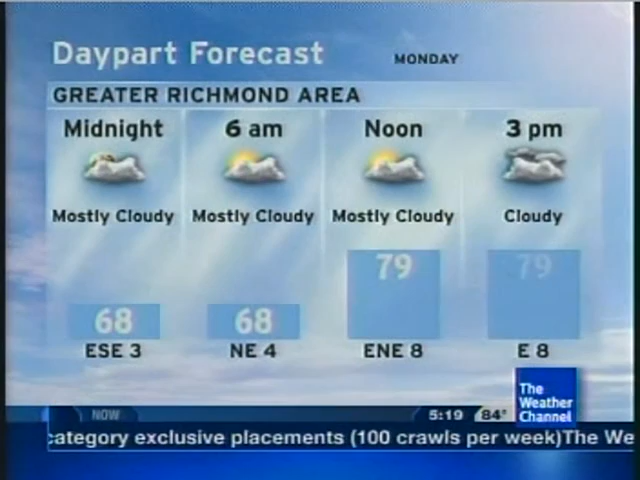 Daypart Forecast MONDAY
GREATER RICHMOND AREA
Midnight 6 am Noon 3 pm
Mostly Cloudy Mostly Cloudy Mostly Cloudy Cloudy
68 68 79 79
ESE 3 NE 4 ENE 8 E 8
NOW 5:19 84°
The
Weather
Channel
category exclusive placements (100 crawls per week)The We